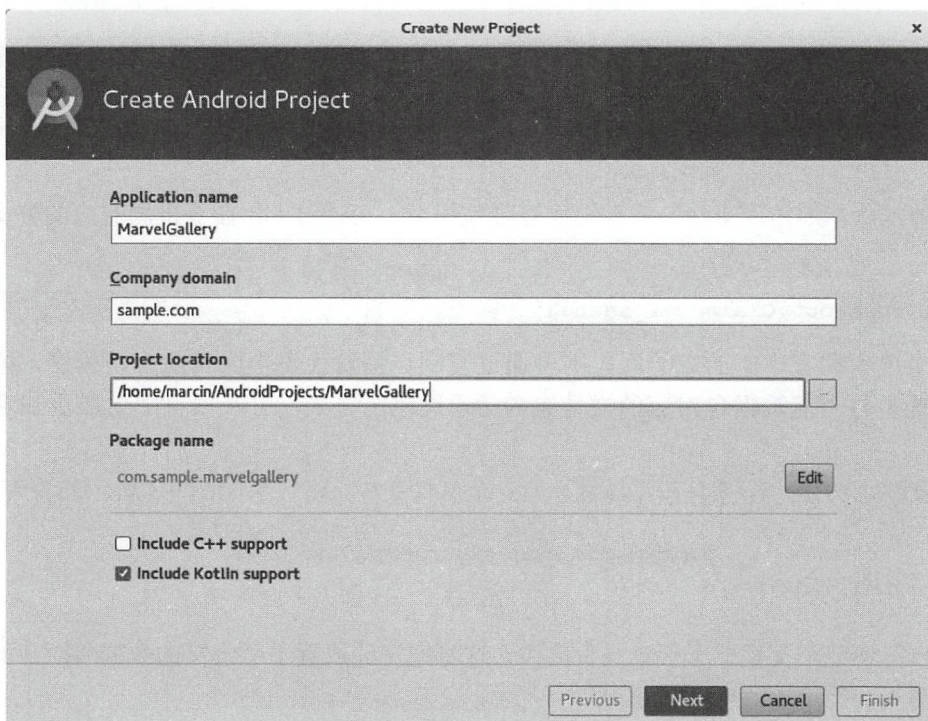 Create New Project
Create Android Project
Application name
MarvelGallery
Company domain
sample.com
Project location
/home/marcin/AndroidProjects/MarvelGallery
...
Package name
com.sample.marvelgallery
Edit
Include C++ support
Include Kotlin support
Previous
Next
Cancel
Finish